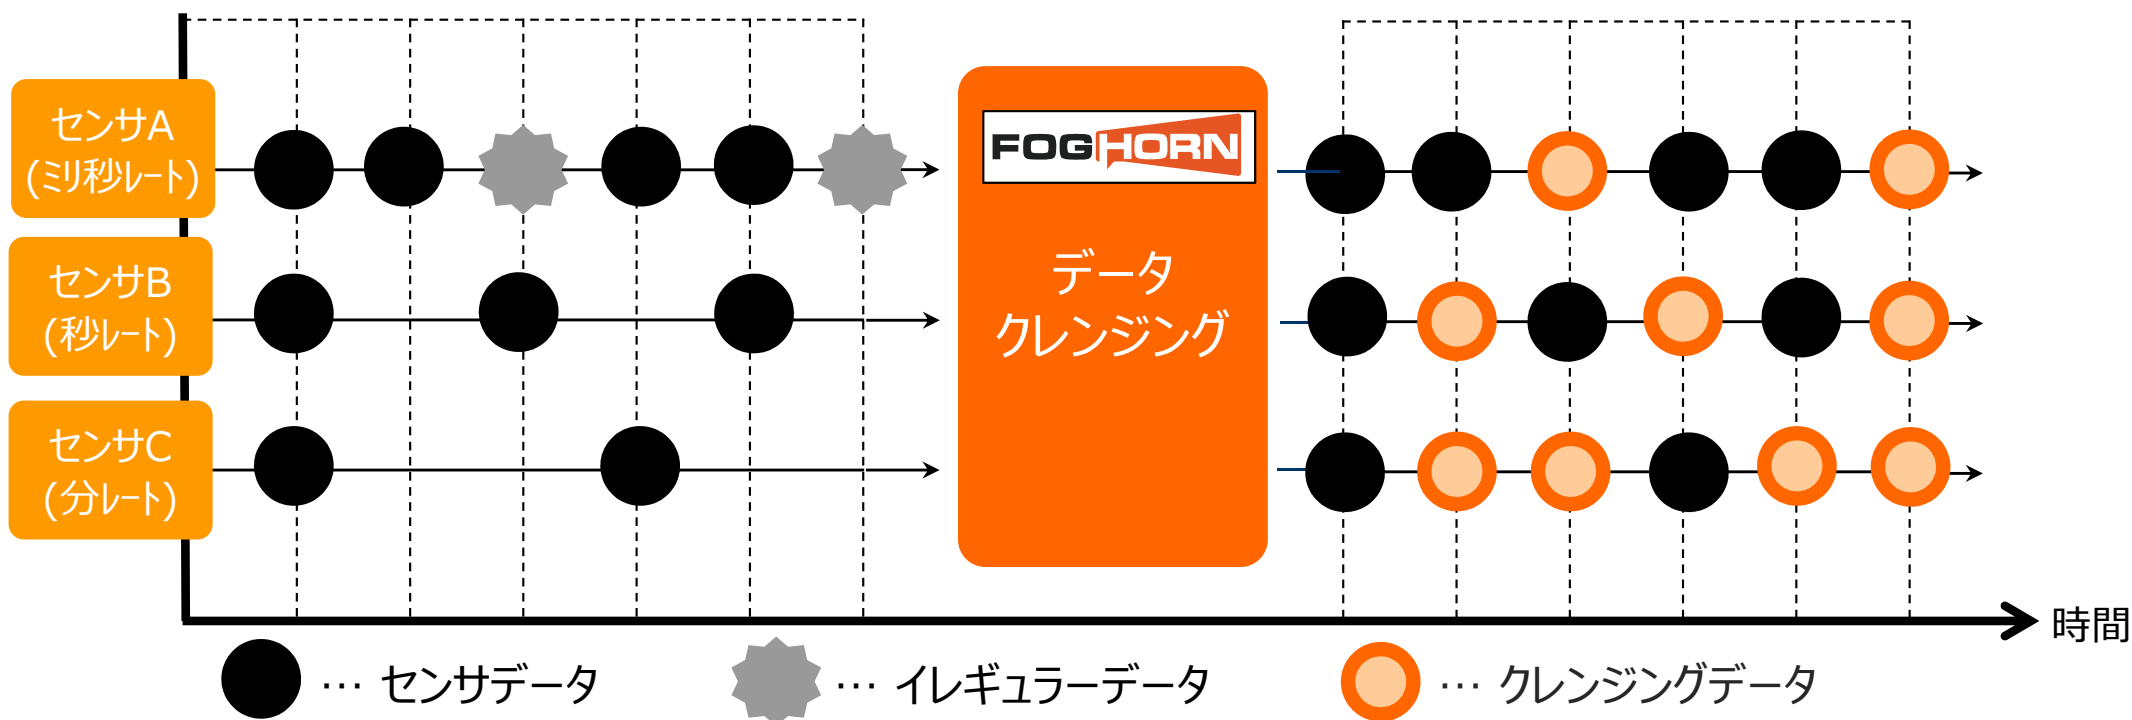 センサA
(ミリ秒レート)
センサB
(秒レート)
センサC
(分レート)
FOGHORN
データ
クレンジング
時間
… センサデータ
… イレギュラーデータ
… クレンジングデータ